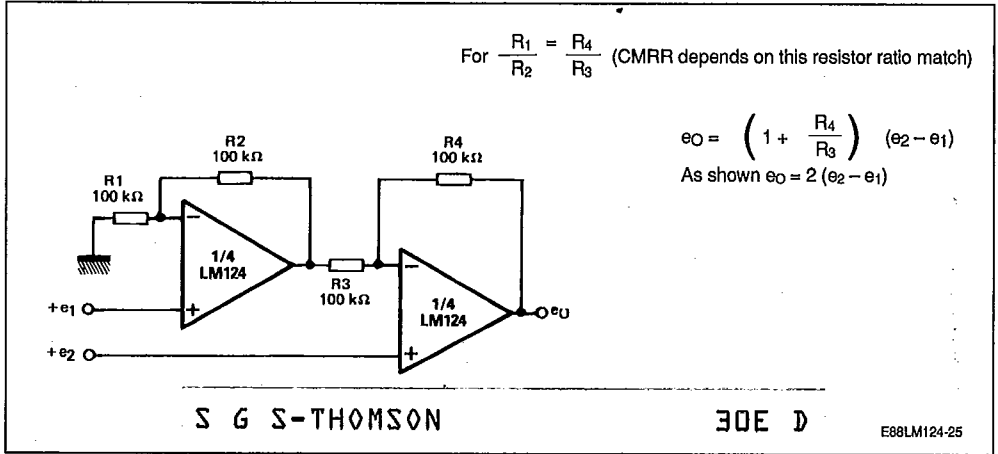 For R1/R2 = R4/R3 (CMRR depends on this resistor ratio match)
eO = (1 + R4/R3) (e2 – e1)
As shown eO = 2 (e2 – e1)
R2
100 kΩ
R4
100 kΩ
R1
100 kΩ
–
1/4
LM124
+
R3
100 kΩ
–
1/4
LM124
+
eO
+e1
+e2
S G S-THOMSON
30E D
E88LM124-25